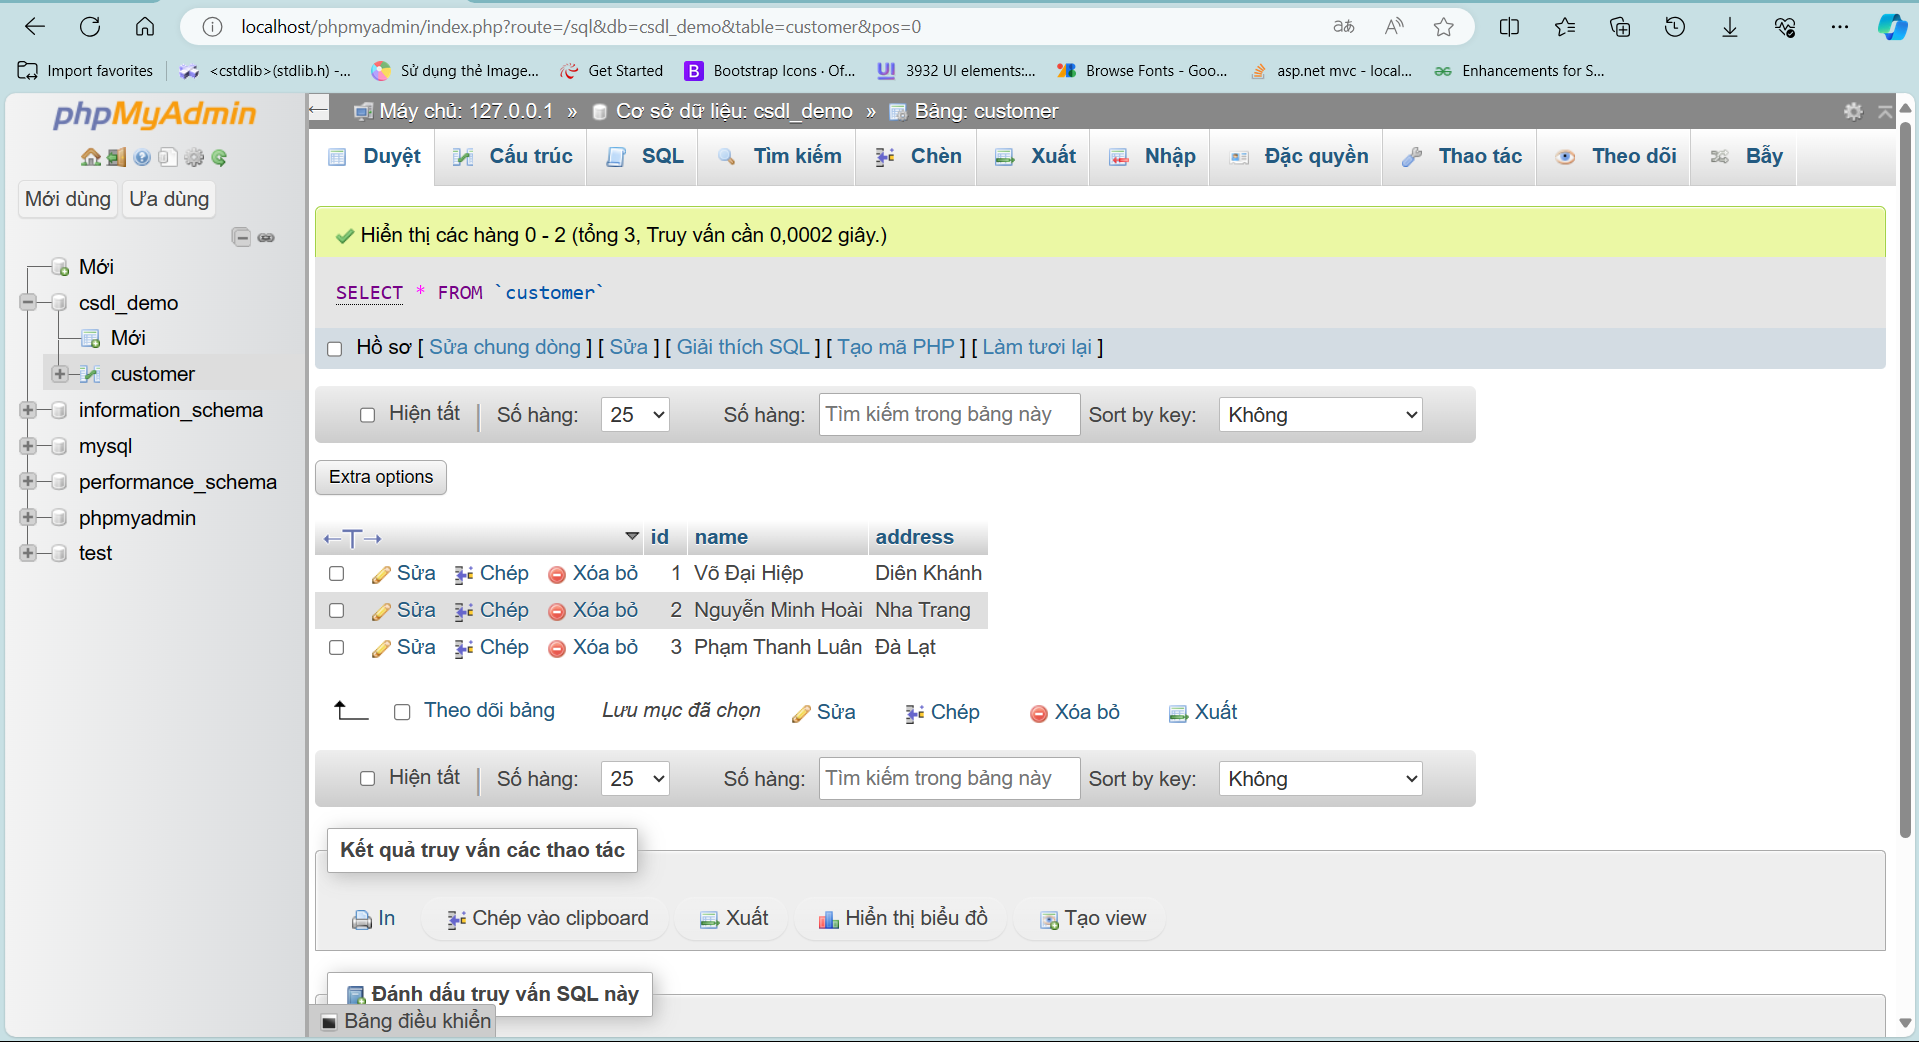 localhost/phpmyadmin/index.php?route=/sql&db=csdl_demo&table=customer&pos=0
Import favorites
<cstdlib>(stdlib.h) -...
Sử dụng thẻ Image...
Get Started
Bootstrap Icons · Of...
UI 3932 UI elements:...
Browse Fonts - Goo...
asp.net mvc - local...
Enhancements for S...
phpMyAdmin
Mới dùng Ưa dùng
Mới
csdl_demo
Mới
customer
information_schema
mysql
performance_schema
phpmyadmin
test
Máy chủ: 127.0.0.1 » Cơ sở dữ liệu: csdl_demo » Bảng: customer
Duyệt Cấu trúc SQL Tìm kiếm Chèn Xuất Nhập Đặc quyền Thao tác Theo dõi Bẫy
Hiển thị các hàng 0 - 2 (tổng 3, Truy vấn cần 0,0002 giây.)
SELECT * FROM `customer`
Hồ sơ [ Sửa chung dòng ] [ Sửa ] [ Giải thích SQL ] [ Tạo mã PHP ] [ Làm tươi lại ]
Hiện tất Số hàng: 25 Số hàng: Tìm kiếm trong bảng này Sort by key: Không
Extra options
←T→ id name address
Sửa Chép Xóa bỏ 1 Võ Đại Hiệp Diên Khánh
Sửa Chép Xóa bỏ 2 Nguyễn Minh Hoài Nha Trang
Sửa Chép Xóa bỏ 3 Phạm Thanh Luân Đà Lạt
Theo dõi bảng Lưu mục đã chọn Sửa Chép Xóa bỏ Xuất
Hiện tất Số hàng: 25 Số hàng: Tìm kiếm trong bảng này Sort by key: Không
Kết quả truy vấn các thao tác
In Chép vào clipboard Xuất Hiển thị biểu đồ Tạo view
Đánh dấu truy vấn SQL này
Bảng điều khiển